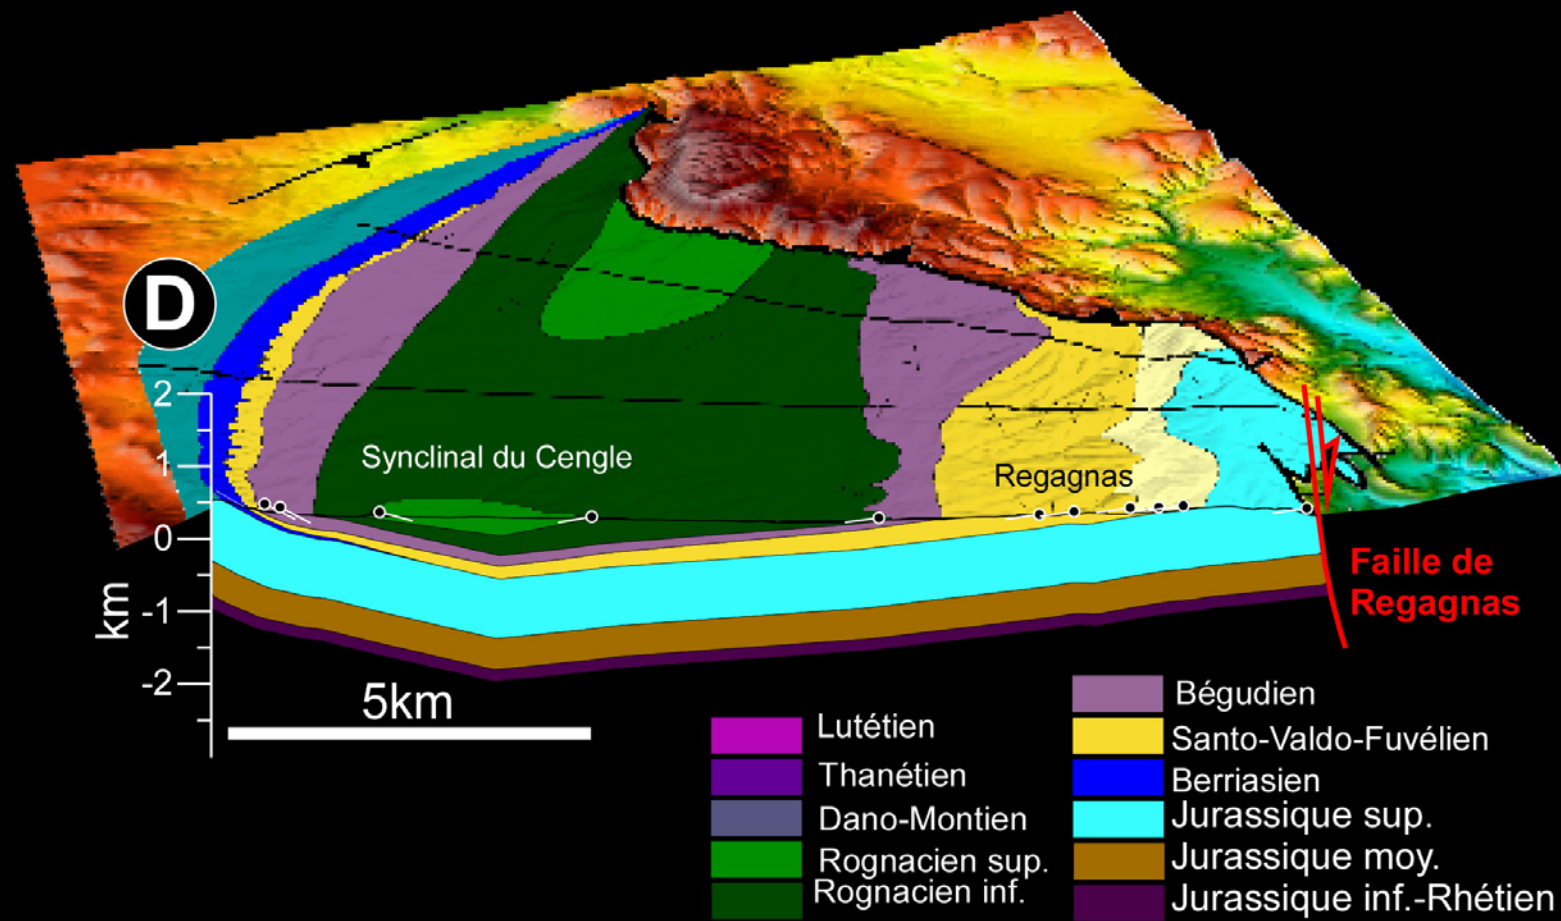 D
2
1
0
-1
-2
km
Synclinal du Cengle
Regagnas
Faille de
Regagnas
5km
Lutétien
Thanétien
Dano-Montien
Rognacien sup.
Rognacien inf.
Bégudien
Santo-Valdo-Fuvélien
Berriasien
Jurassique sup.
Jurassique moy.
Jurassique inf.-Rhétien